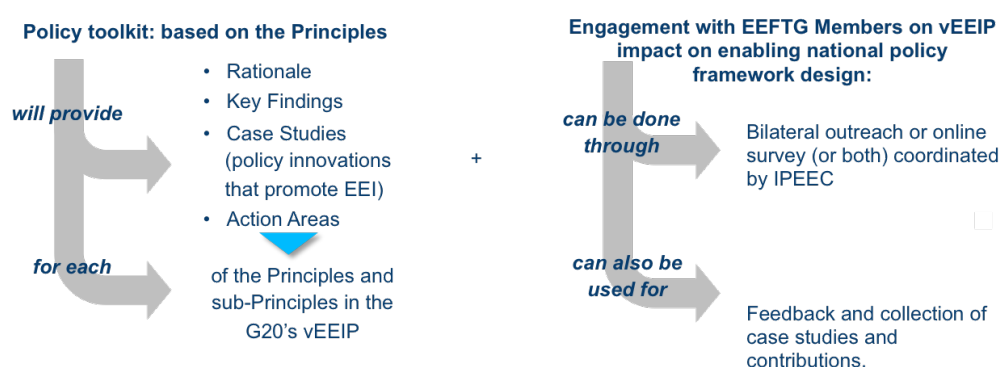 Policy toolkit: based on the Principles
will provide
• Rationale
• Key Findings
• Case Studies
(policy innovations
that promote EEI)
• Action Areas
for each
of the Principles and
sub-Principles in the
G20's vEEIP
+
Engagement with EEFTG Members on vEEIP
impact on enabling national policy
framework design:
can be done
through
Bilateral outreach or online
survey (or both) coordinated
by IPEEC
can also be
used for
Feedback and collection of
case studies and
contributions.